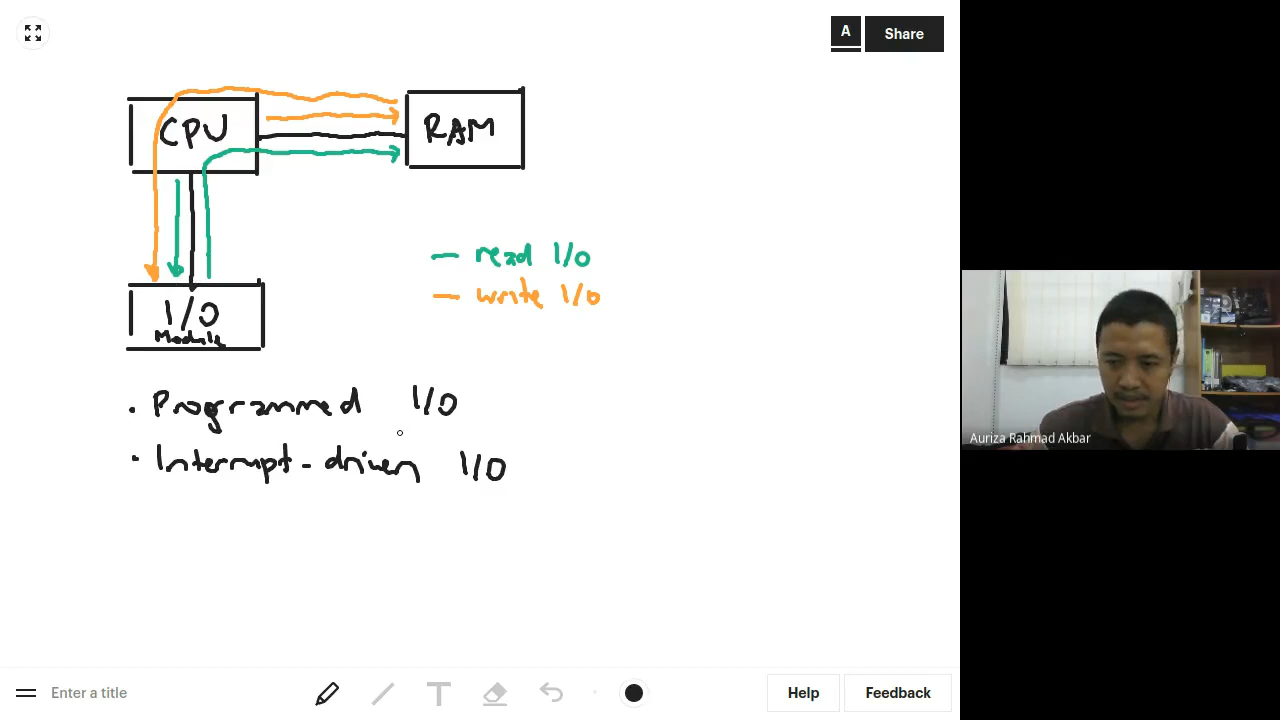 A Share
CPU
RAM
— read I/O
— write I/O
I/O
Module
• Programmed I/O
• Interrupt-driven I/O
Auriza Rahmad Akbar
Enter a title
T
Help
Feedback